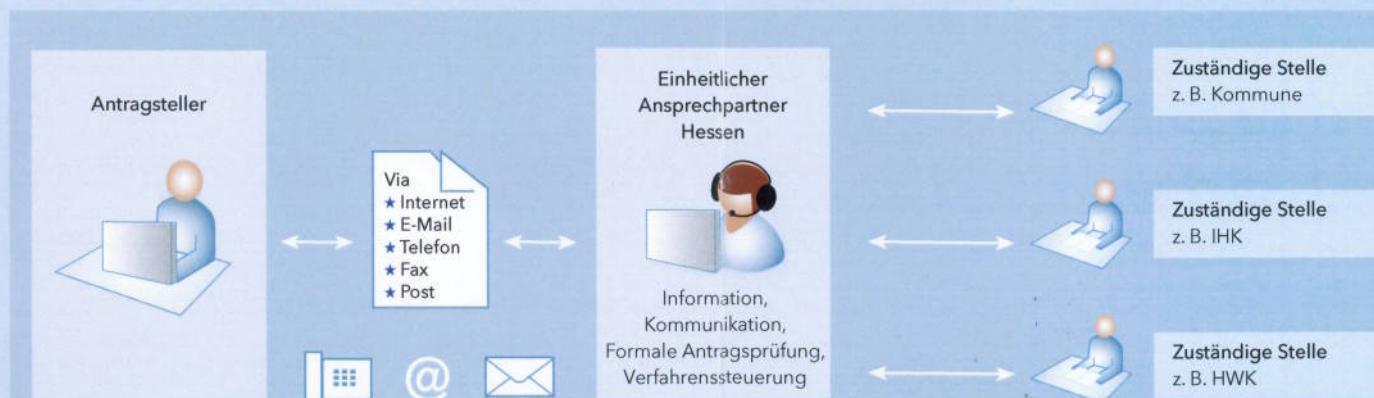 Antragsteller
Via
★ Internet
★ E-Mail
★ Telefon
★ Fax
★ Post
@
Einheitlicher
Ansprechpartner
Hessen
Information,
Kommunikation,
Formale Antragsprüfung,
Verfahrenssteuerung
Zuständige Stelle
z. B. Kommune
Zuständige Stelle
z. B. IHK
Zuständige Stelle
z. B. HWK